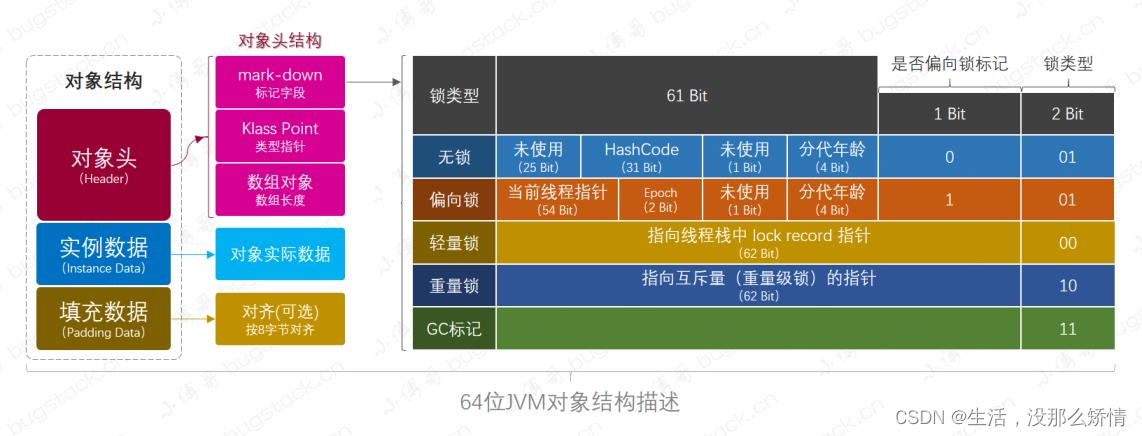 对象结构
对象头
(Header)
实例数据
(Instance Data)
填充数据
(Padding Data)
对象头结构
mark-down
标记字段
Klass Point
类型指针
数组对象
数组长度
对象实际数据
对齐(可选)
按8字节对齐
是否偏向锁标记 锁类型
锁类型 61 Bit 1 Bit 2 Bit
无锁 未使用 HashCode 未使用 分代年龄 0 01
(25 Bit) (31 Bit) (1 Bit) (4 Bit)
偏向锁 当前线程指针 Epoch 未使用 分代年龄 1 01
(54 Bit) (2 Bit) (1 Bit) (4 Bit)
轻量锁 指向线程栈中 lock record 指针 00
(62 Bit)
重量锁 指向互斥量（重量级锁）的指针 10
(62 Bit)
GC标记 11
64位JVM对象结构描述
CSDN @生活，没那么矫情
小傅哥 bugstack.cn